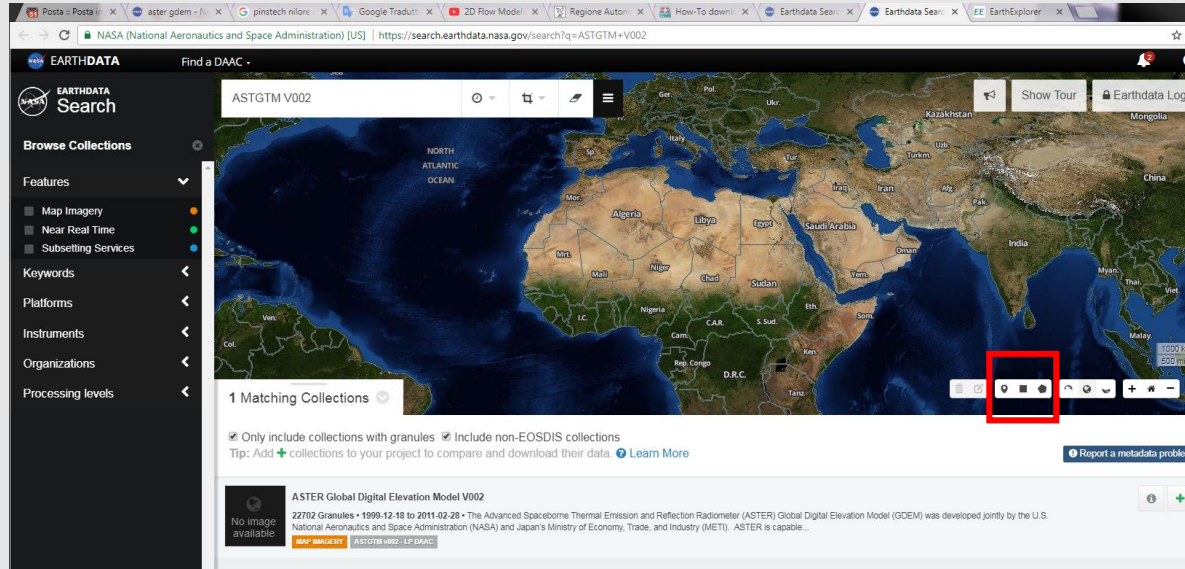 Posta :: Posta in
aster gdem - N
pinstech nilore
Google Tradutt
2D Flow Model
Regione Auton
How-To downl
Earthdata Sear
Earthdata Sear
EarthExplorer
NASA (National Aeronautics and Space Administration) [US] | https://search.earthdata.nasa.gov/search?q=ASTGTM+V002
EARTHDATA
Find a DAAC
2
EARTHDATA
Search
ASTGTM V002
Show Tour
Earthdata Log
Browse Collections
Features
Map Imagery
Near Real Time
Subsetting Services
Keywords
Platforms
Instruments
Organizations
Processing levels
Ger.
Pol.
Ukr.
Kazakhstan
Mongolia
NORTH
ATLANTIC
OCEAN
Sp.
Italy
Tur.
Uzb.
Turkm.
China
Mor.
Algeria
Libya
Egypt
Iraq
Iran
Afg.
Pak.
Saudi Arabia
Oman
India
Mrt.
Mali
Niger
Chad
Sudan
Yem.
Myan.
Thai.
Viet.
Ven.
Col.
I.C.
Nigeria
Cam.
C.A.R.
S. Sud.
Eth.
Som.
Rep. Congo
D.R.C.
Ken.
Tanz.
Malay.
1000 k
500 mi
1 Matching Collections
Only include collections with granules Include non-EOSDIS collections
Tip: Add + collections to your project to compare and download their data. Learn More
Report a metadata proble
No image
available
ASTER Global Digital Elevation Model V002
22702 Granules • 1999-12-18 to 2011-02-28 • The Advanced Spaceborne Thermal Emission and Reflection Radiometer (ASTER) Global Digital Elevation Model (GDEM) was developed jointly by the U.S.
National Aeronautics and Space Administration (NASA) and Japan's Ministry of Economy, Trade, and Industry (METI). ASTER is capable...
MAP IMAGERY
ASTGTM v002 - LP DAAC